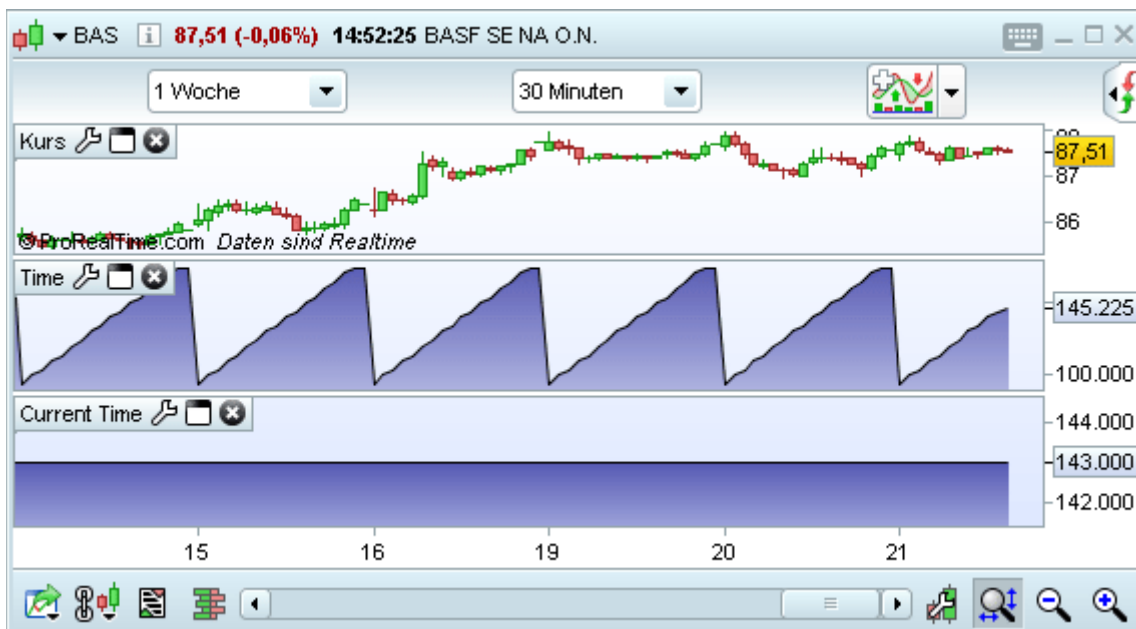 BAS i 87,51 (-0,06%) 14:52:25 BASF SE NA O.N.
1 Woche 30 Minuten
Kurs
87,51
87
86
© ProRealTime.com Daten sind Realtime
Time
145.225
100.000
Current Time
144.000
143.000
142.000
15 16 19 20 21